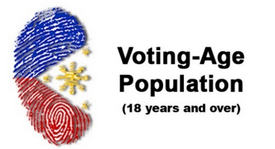 Voting-Age
Population
(18 years and over)